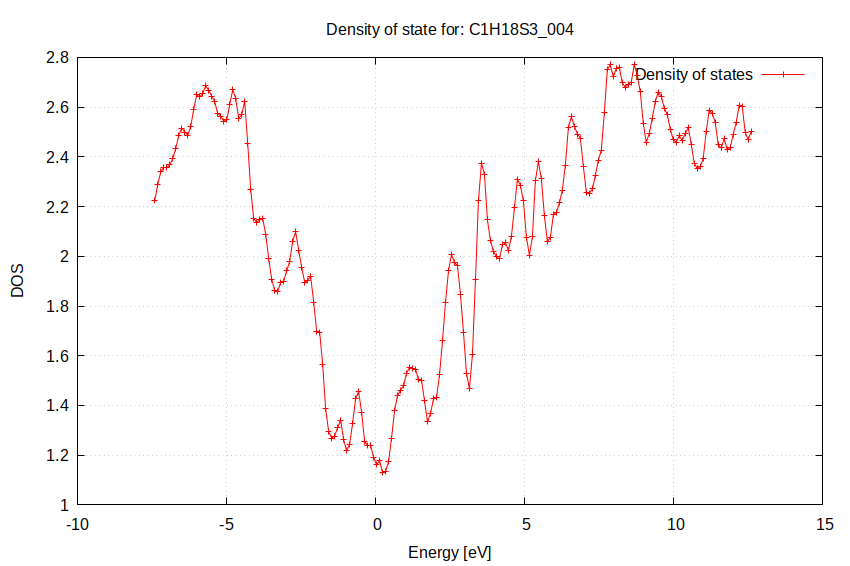 Density of state for: C1H18S3_004
2.8
Density of states
2.6
2.4
2.2
2
DOS
1.8
1.6
1.4
1.2
1
-10 -5 0 5 10 15
Energy [eV]